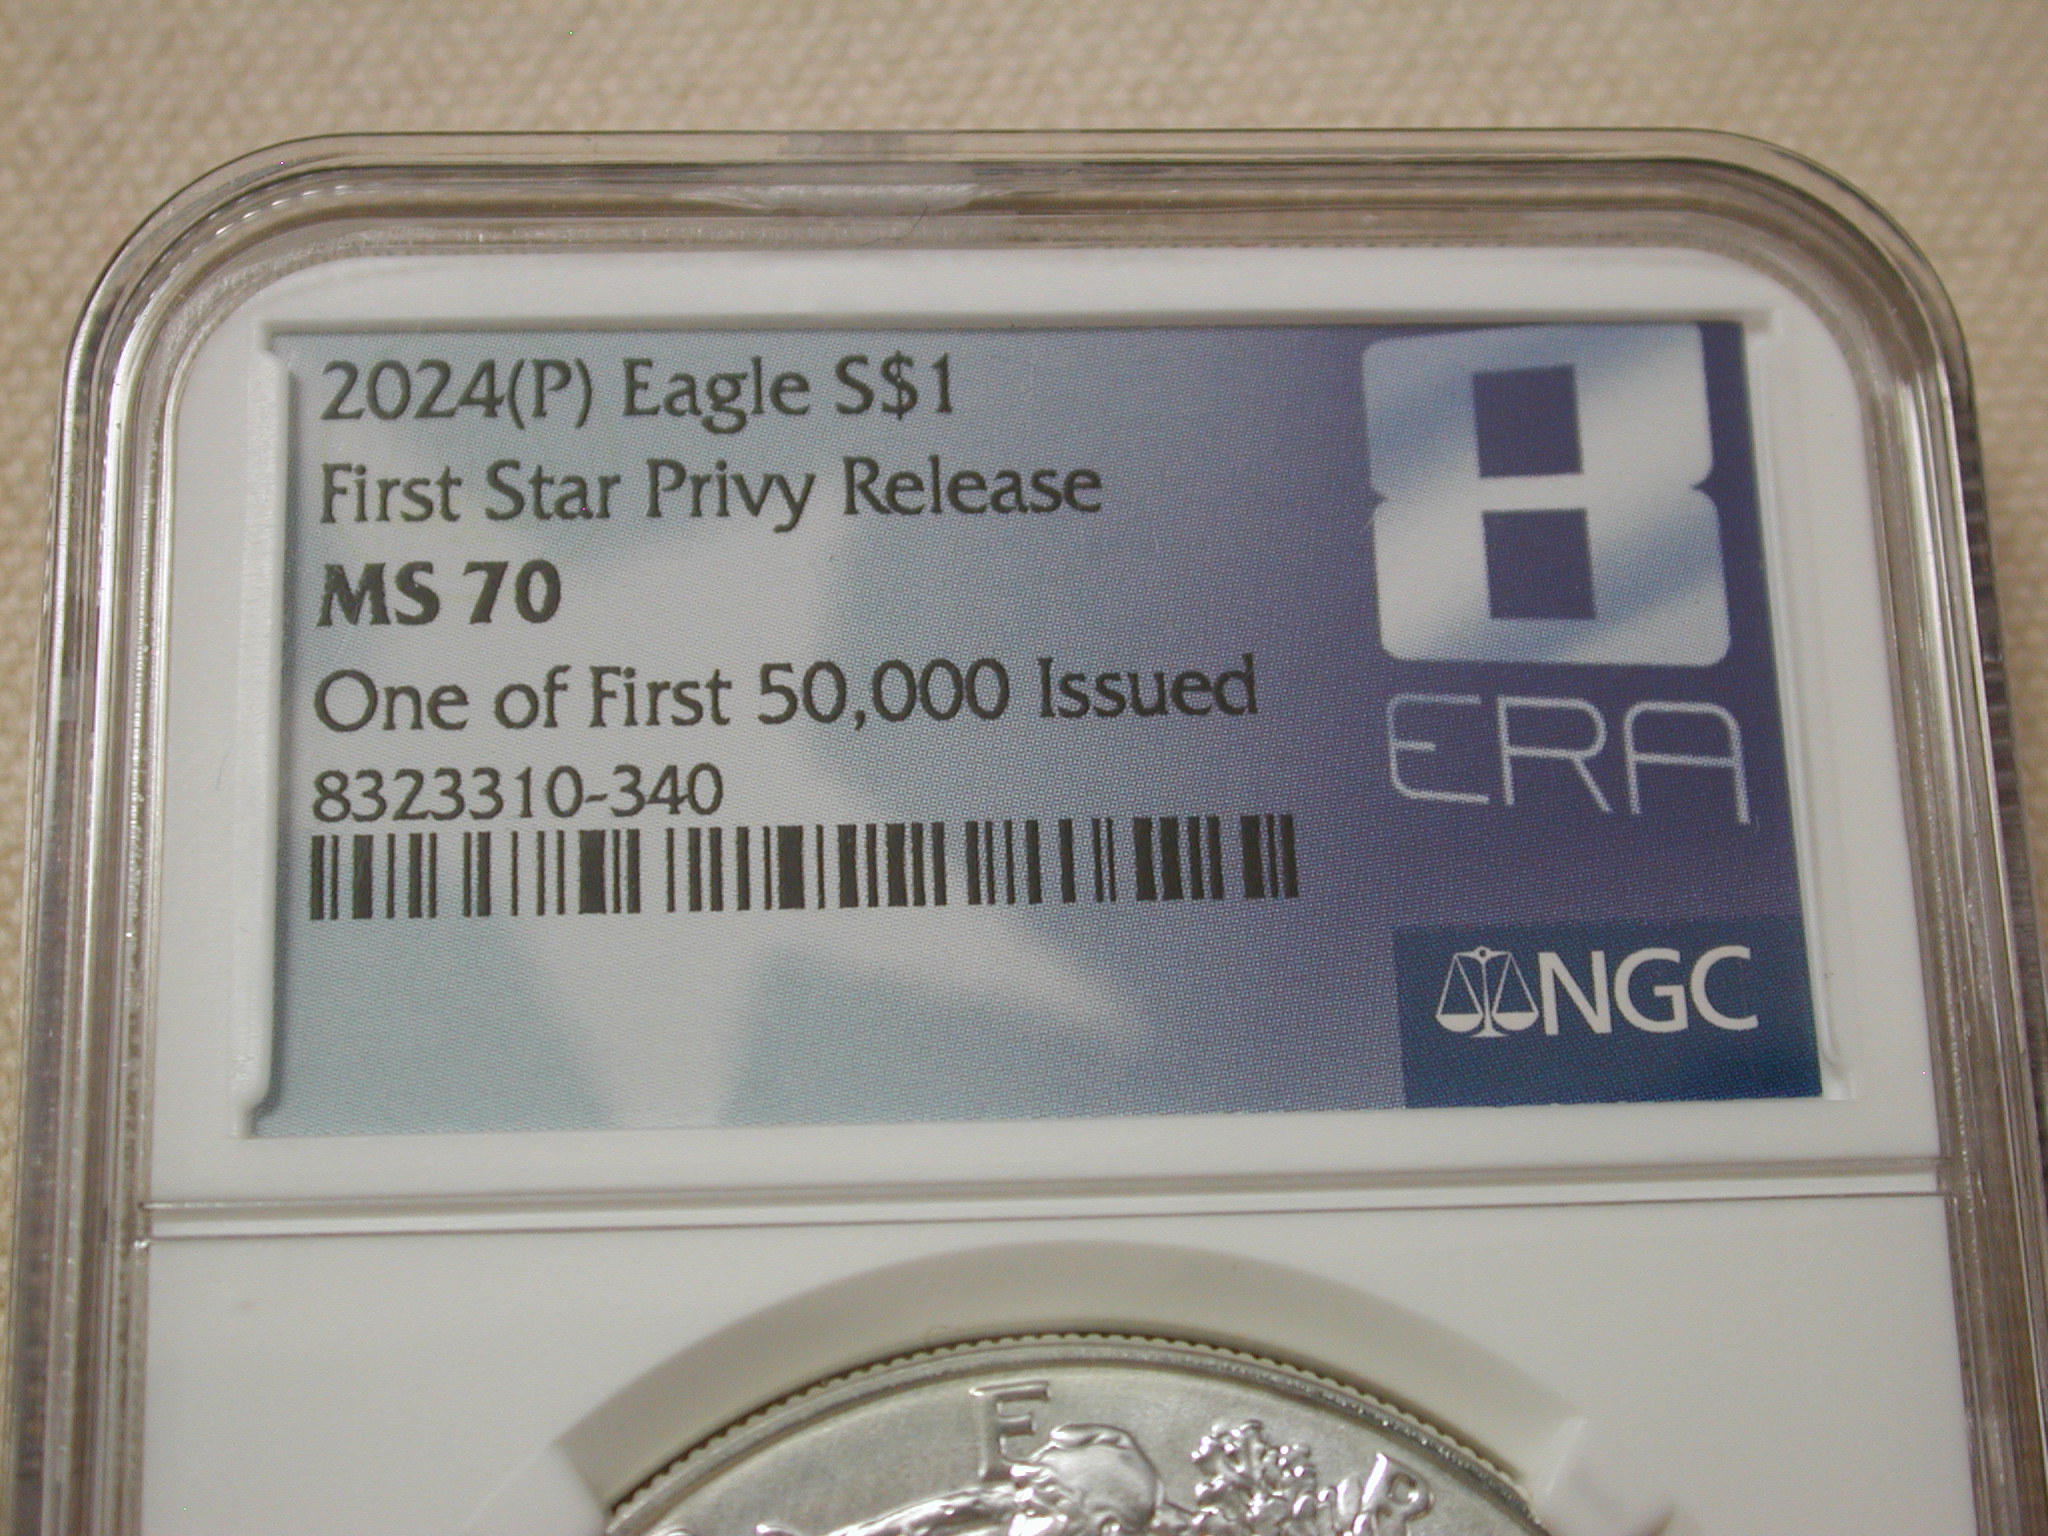 2024(P) Eagle S$1
First Star Privy Release
MS 70
One of First 50,000 Issued
8323310-340
8
ERA
NGC
E R